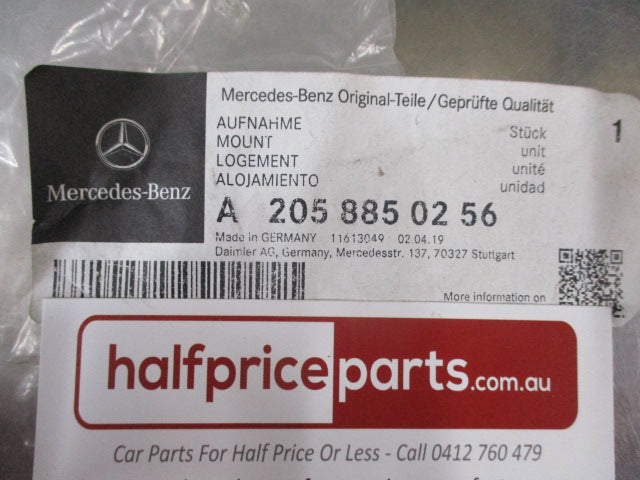 Mercedes-Benz Original-Teile/Geprüfte Qualität
AUFNAHME Stück 1
MOUNT unit
LOGEMENT unité
ALOJAMIENTO unidad
Mercedes-Benz
A 205 885 02 56
Made in GERMANY 11613049 02.04.19
Daimler AG, Germany, Mercedesstr. 137, 70327 Stuttgart
More information on
halfpriceparts.com.au
Car Parts For Half Price Or Less - Call 0412 760 479